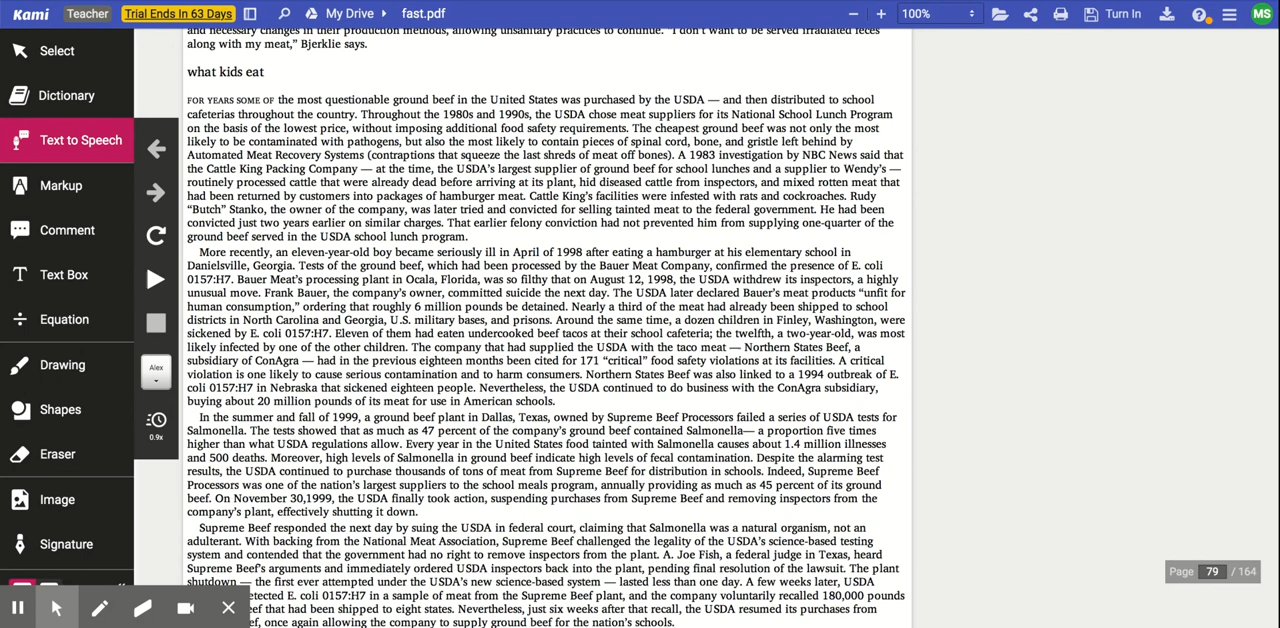 Kami Teacher Trial Ends In 63 Days My Drive fast.pdf 100% Turn In MS
Select
Dictionary
Text to Speech
Markup
Comment
Text Box
Equation
Drawing
Shapes
Eraser
Image
Signature
Alex
0.9x
along with my meat,” Bjerklie says.
what kids eat
FOR YEARS SOME OF the most questionable ground beef in the United States was purchased by the USDA — and then distributed to school
cafeterias throughout the country. Throughout the 1980s and 1990s, the USDA chose meat suppliers for its National School Lunch Program
on the basis of the lowest price, without imposing additional food safety requirements. The cheapest ground beef was not only the most
likely to be contaminated with pathogens, but also the most likely to contain pieces of spinal cord, bone, and gristle left behind by
Automated Meat Recovery Systems (contraptions that squeeze the last shreds of meat off bones). A 1983 investigation by NBC News said that
the Cattle King Packing Company — at the time, the USDA’s largest supplier of ground beef for school lunches and a supplier to Wendy’s —
routinely processed cattle that were already dead before arriving at its plant, hid diseased cattle from inspectors, and mixed rotten meat that
had been returned by customers into packages of hamburger meat. Cattle King’s facilities were infested with rats and cockroaches. Rudy
“Butch” Stanko, the owner of the company, was later tried and convicted for selling tainted meat to the federal government. He had been
convicted just two years earlier on similar charges. That earlier felony conviction had not prevented him from supplying one-quarter of the
ground beef served in the USDA school lunch program.
More recently, an eleven-year-old boy became seriously ill in April of 1998 after eating a hamburger at his elementary school in
Danielsville, Georgia. Tests of the ground beef, which had been processed by the Bauer Meat Company, confirmed the presence of E. coli
0157:H7. Bauer Meat’s processing plant in Ocala, Florida, was so filthy that on August 12, 1998, the USDA withdrew its inspectors, a highly
unusual move. Frank Bauer, the company’s owner, committed suicide the next day. The USDA later declared Bauer’s meat products “unfit for
human consumption,” ordering that roughly 6 million pounds be detained. Nearly a third of the meat had already been shipped to school
districts in North Carolina and Georgia, U.S. military bases, and prisons. Around the same time, a dozen children in Finley, Washington, were
sickened by E. coli 0157:H7. Eleven of them had eaten undercooked beef tacos at their school cafeteria; the twelfth, a two-year-old, was most
likely infected by one of the other children. The company that had supplied the USDA with the taco meat — Northern States Beef, a
subsidiary of ConAgra — had in the previous eighteen months been cited for 171 “critical” food safety violations at its facilities. A critical
violation is one likely to cause serious contamination and to harm consumers. Northern States Beef was also linked to a 1994 outbreak of E.
coli 0157:H7 in Nebraska that sickened eighteen people. Nevertheless, the USDA continued to do business with the ConAgra subsidiary,
buying about 20 million pounds of its meat for use in American schools.
In the summer and fall of 1999, a ground beef plant in Dallas, Texas, owned by Supreme Beef Processors failed a series of USDA tests for
Salmonella. The tests showed that as much as 47 percent of the company’s ground beef contained Salmonella— a proportion five times
higher than what USDA regulations allow. Every year in the United States food tainted with Salmonella causes about 1.4 million illnesses
and 500 deaths. Moreover, high levels of Salmonella in ground beef indicate high levels of fecal contamination. Despite the alarming test
results, the USDA continued to purchase thousands of tons of meat from Supreme Beef for distribution in schools. Indeed, Supreme Beef
Processors was one of the nation’s largest suppliers to the school meals program, annually providing as much as 45 percent of its ground
beef. On November 30,1999, the USDA finally took action, suspending purchases from Supreme Beef and removing inspectors from the
company’s plant, effectively shutting it down.
Supreme Beef responded the next day by suing the USDA in federal court, claiming that Salmonella was a natural organism, not an
adulterant. With backing from the National Meat Association, Supreme Beef challenged the legality of the USDA’s science-based testing
system and contended that the government had no right to remove inspectors from the plant. A. Joe Fish, a federal judge in Texas, heard
Supreme Beef’s arguments and immediately ordered USDA inspectors back into the plant, pending final resolution of the lawsuit. The plant
shutdown — the first ever attempted under the USDA’s new science-based system — lasted less than one day. A few weeks later, USDA
etected E. coli 0157:H7 in a sample of meat from the Supreme Beef plant, and the company voluntarily recalled 180,000 pounds
ef that had been shipped to eight states. Nevertheless, just six weeks after that recall, the USDA resumed its purchases from
ef, once again allowing the company to supply ground beef for the nation’s schools.
Page 79 / 164